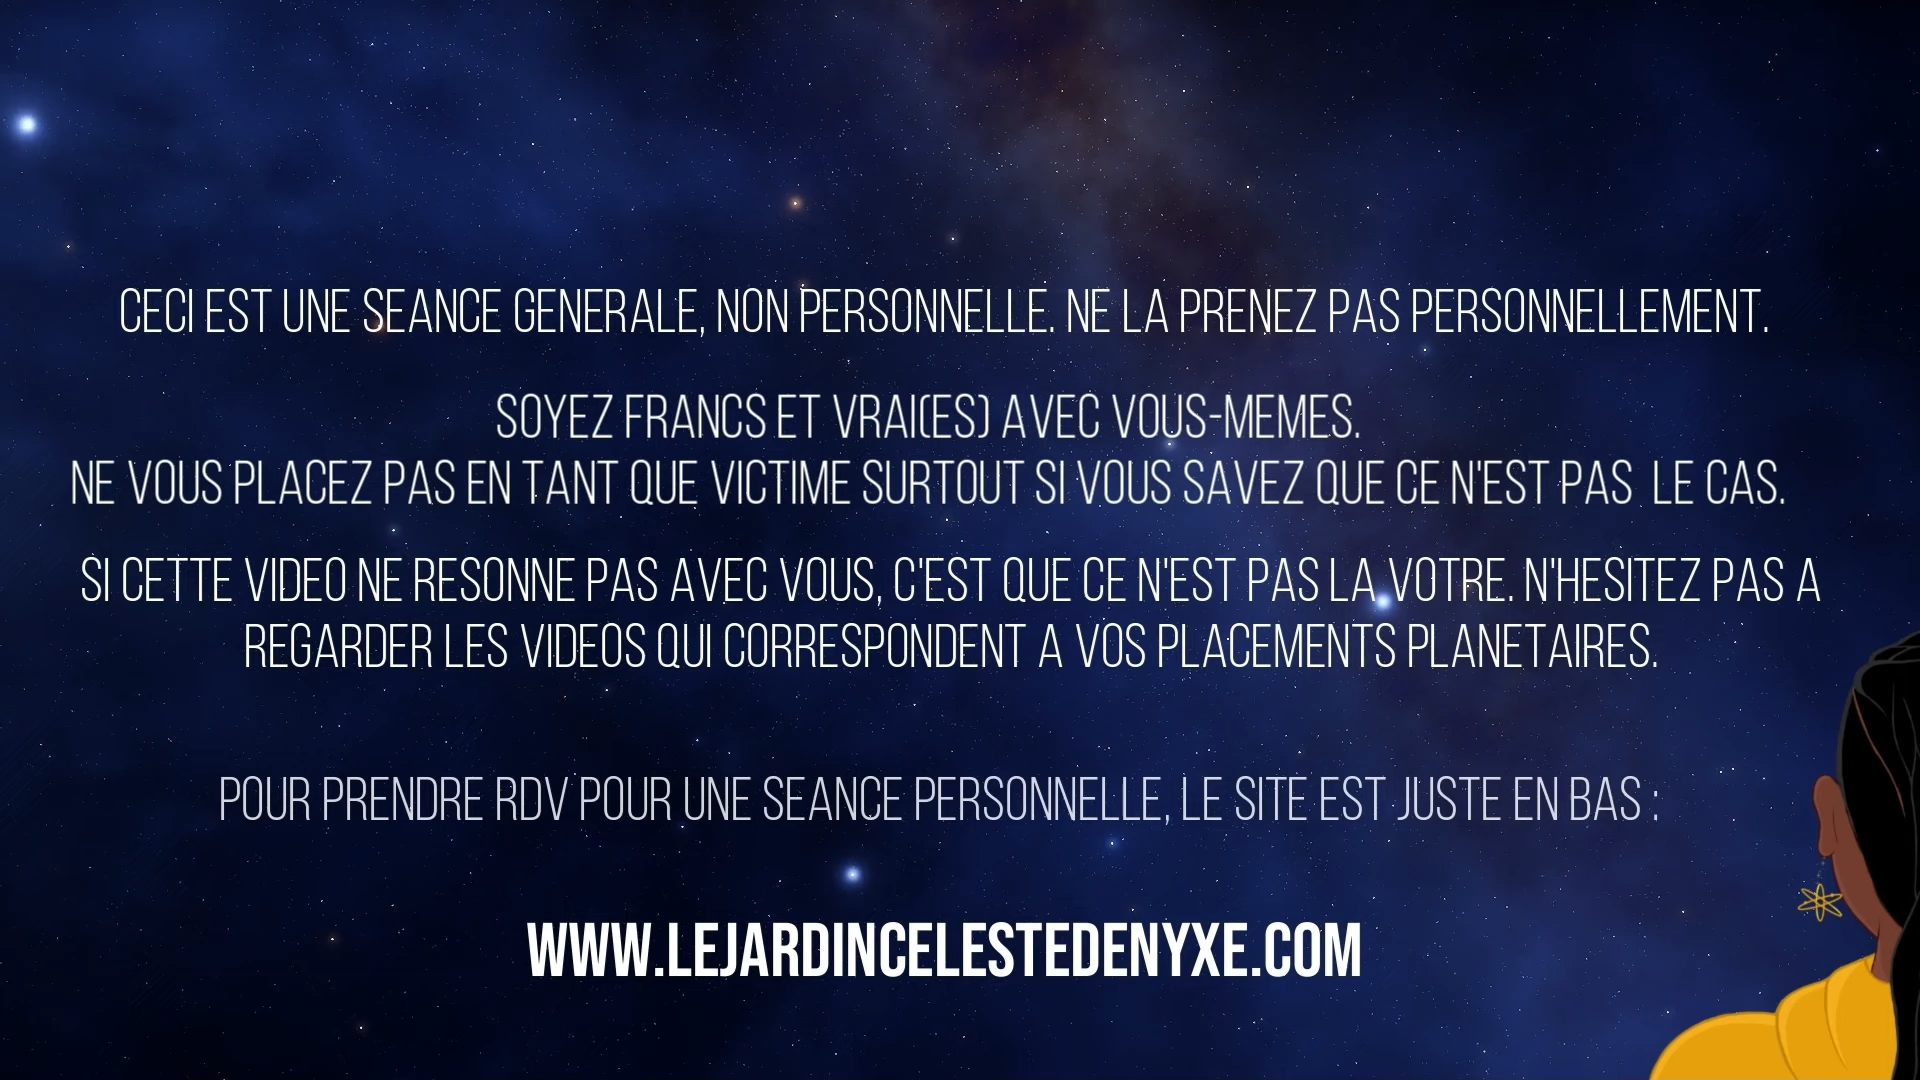 CECI EST UNE SEANCE GENERALE, NON PERSONNELLE. NE LA PRENEZ PAS PERSONNELLEMENT.
SOYEZ FRANCS ET VRAI(ES) AVEC VOUS-MEMES.
NE VOUS PLACEZ PAS EN TANT QUE VICTIME SURTOUT SI VOUS SAVEZ QUE CE N'EST PAS LE CAS.
SI CETTE VIDEO NE RESONNE PAS AVEC VOUS, C'EST QUE CE N'EST PAS LA VOTRE. N'HESITEZ PAS A
REGARDER LES VIDEOS QUI CORRESPONDENT A VOS PLACEMENTS PLANETAIRES.
POUR PRENDRE RDV POUR UNE SEANCE PERSONNELLE, LE SITE EST JUSTE EN BAS :
WWW.LEJARDINCELESTEDENYXE.COM